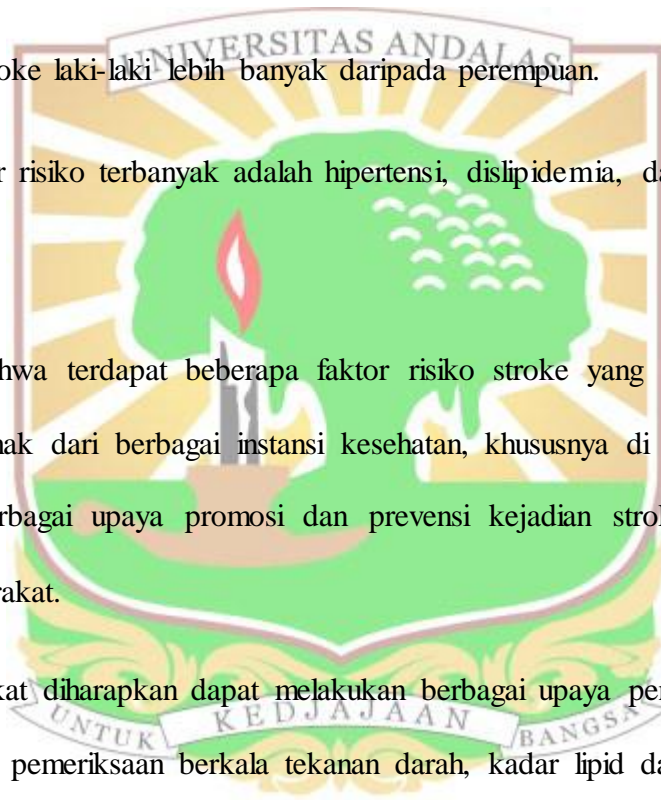 UNIVERSITAS ANDALAS
oke laki-laki lebih banyak daripada perempuan.
r risiko terbanyak adalah hipertensi, dislipidemia, da
hwa terdapat beberapa faktor risiko stroke yang
ak dari berbagai instansi kesehatan, khususnya di
rbagai upaya promosi dan prevensi kejadian strok
akat.
kat diharapkan dapat melakukan berbagai upaya per
UNTUK KEDJAJAAN BANGSA
pemeriksaan berkala tekanan darah, kadar lipid da